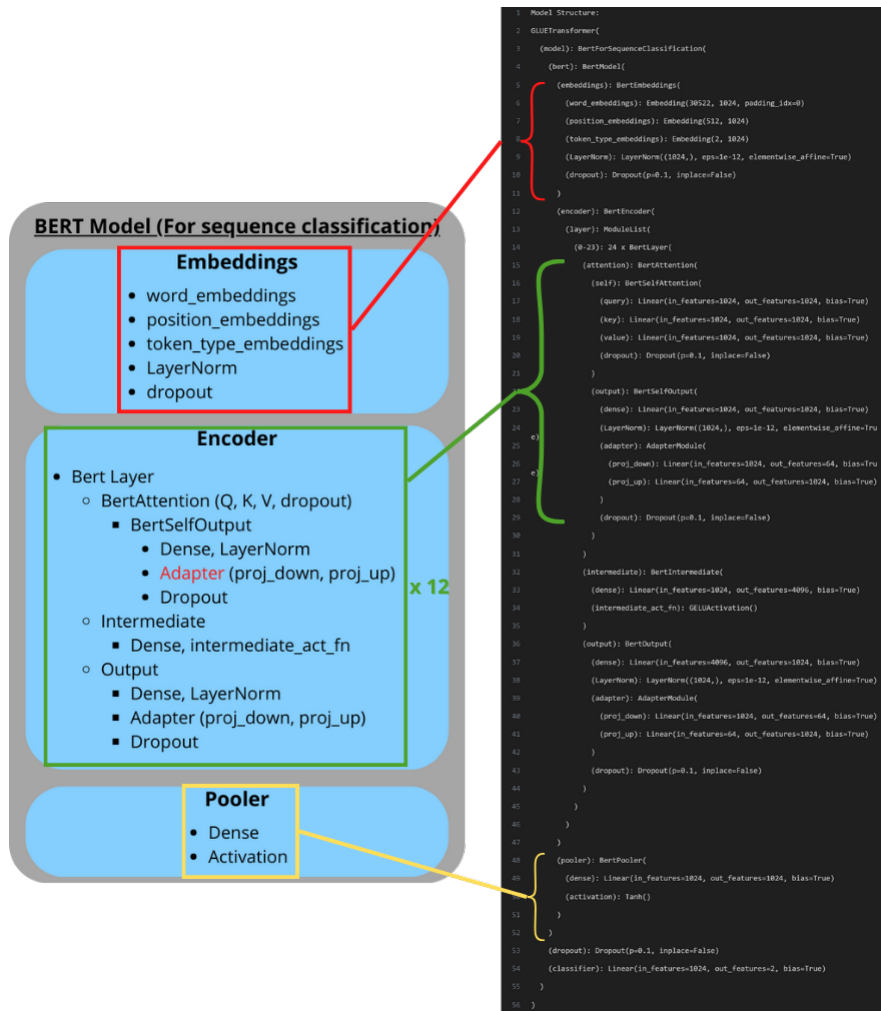 BERT Model (For sequence classification)
Embeddings
• word_embeddings
• position_embeddings
• token_type_embeddings
• LayerNorm
• dropout
Encoder
• Bert Layer
○ BertAttention (Q, K, V, dropout)
■ BertSelfOutput
• Dense, LayerNorm
• Adapter (proj_down, proj_up)
• Dropout
○ Intermediate
■ Dense, intermediate_act_fn
○ Output
■ Dense, LayerNorm
■ Adapter (proj_down, proj_up)
■ Dropout
x 12
Pooler
• Dense
• Activation
1 Model Structure:
2 GLUETransformer(
3 (model): BertForSequenceClassification(
4 (bert): BertModel(
5 (embeddings): BertEmbeddings(
6 (word_embeddings): Embedding(30522, 1024, padding_idx=0)
7 (position_embeddings): Embedding(512, 1024)
8 (token_type_embeddings): Embedding(2, 1024)
9 (LayerNorm): LayerNorm((1024,), eps=1e-12, elementwise_affine=True)
10 (dropout): Dropout(p=0.1, inplace=False)
11 )
12 (encoder): BertEncoder(
13 (layer): ModuleList(
14 (0-23): 24 x BertLayer(
15 (attention): BertAttention(
16 (self): BertSelfAttention(
17 (query): Linear(in_features=1024, out_features=1024, bias=True)
18 (key): Linear(in_features=1024, out_features=1024, bias=True)
19 (value): Linear(in_features=1024, out_features=1024, bias=True)
20 (dropout): Dropout(p=0.1, inplace=False)
21 )
(output): BertSelfOutput(
23 (dense): Linear(in_features=1024, out_features=1024, bias=True)
24 (LayerNorm): LayerNorm((1024,), eps=1e-12, elementwise_affine=Tru
e)
25 (adapter): AdapterModule(
26 (proj_down): Linear(in_features=1024, out_features=64, bias=Tru
e)
27 (proj_up): Linear(in_features=64, out_features=1024, bias=True)
28 )
29 (dropout): Dropout(p=0.1, inplace=False)
30 )
31 )
32 (intermediate): BertIntermediate(
33 (dense): Linear(in_features=1024, out_features=4096, bias=True)
34 (intermediate_act_fn): GELUActivation()
35 )
36 (output): BertOutput(
37 (dense): Linear(in_features=4096, out_features=1024, bias=True)
38 (LayerNorm): LayerNorm((1024,), eps=1e-12, elementwise_affine=True)
39 (adapter): AdapterModule(
40 (proj_down): Linear(in_features=1024, out_features=64, bias=True)
41 (proj_up): Linear(in_features=64, out_features=1024, bias=True)
42 )
43 (dropout): Dropout(p=0.1, inplace=False)
44 )
45 )
46 )
47 )
48 (pooler): BertPooler(
49 (dense): Linear(in_features=1024, out_features=1024, bias=True)
(activation): Tanh()
51 )
52 )
53 (dropout): Dropout(p=0.1, inplace=False)
54 (classifier): Linear(in_features=1024, out_features=2, bias=True)
55 )
56 )